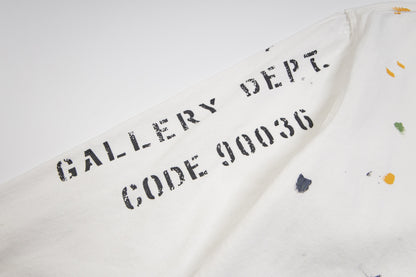 GALLERY DEPT.
CODE 90036